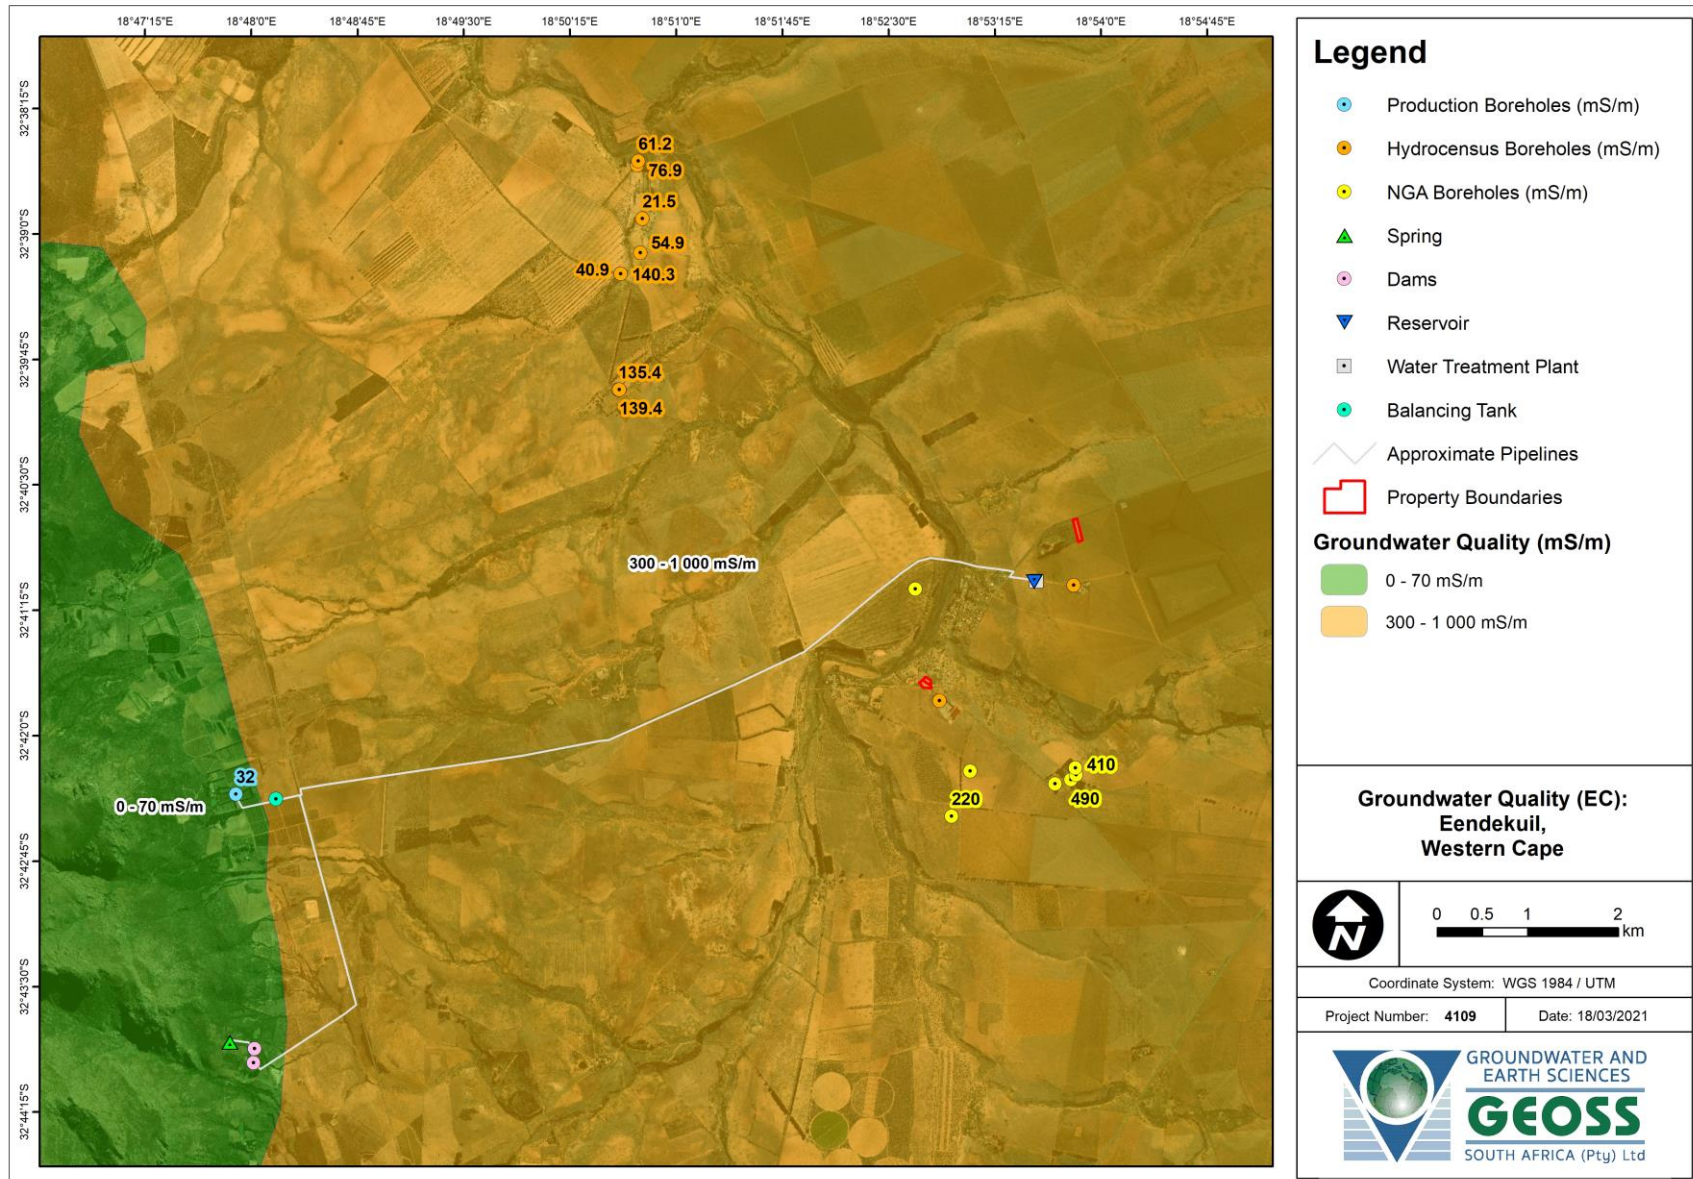 18°47'15"E
18°48'0"E
18°48'45"E
18°49'30"E
18°50'15"E
18°51'0"E
18°51'45"E
18°52'30"E
18°53'15"E
18°54'0"E
18°54'45"E
32°38'15"S
32°39'0"S
32°39'45"S
32°40'30"S
32°41'15"S
32°42'0"S
32°42'45"S
32°43'30"S
32°44'15"S
61.2
76.9
21.5
54.9
40.9
140.3
135.4
139.4
300 - 1 000 mS/m
32
0 - 70 mS/m
410
490
220
Legend
Production Boreholes (mS/m)
Hydrocensus Boreholes (mS/m)
NGA Boreholes (mS/m)
Spring
Dams
Reservoir
Water Treatment Plant
Balancing Tank
Approximate Pipelines
Property Boundaries
Groundwater Quality (mS/m)
0 - 70 mS/m
300 - 1 000 mS/m
Groundwater Quality (EC):
Eendekuil,
Western Cape
N
0 0.5 1 2
km
Coordinate System: WGS 1984 / UTM
Project Number: 4109
Date: 18/03/2021
GROUNDWATER AND
EARTH SCIENCES
GEOSS
SOUTH AFRICA (Pty) Ltd